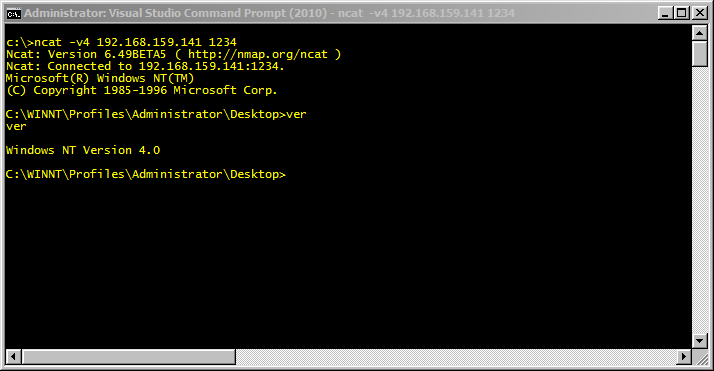 Administrator: Visual Studio Command Prompt (2010) - ncat -v4 192.168.159.141 1234
c:\>ncat -v4 192.168.159.141 1234
Ncat: Version 6.49BETA5 ( http://nmap.org/ncat )
Ncat: Connected to 192.168.159.141:1234.
Microsoft(R) Windows NT(TM)
(C) Copyright 1985-1996 Microsoft Corp.
C:\WINNT\Profiles\Administrator\Desktop>ver
ver
Windows NT Version 4.0
C:\WINNT\Profiles\Administrator\Desktop>